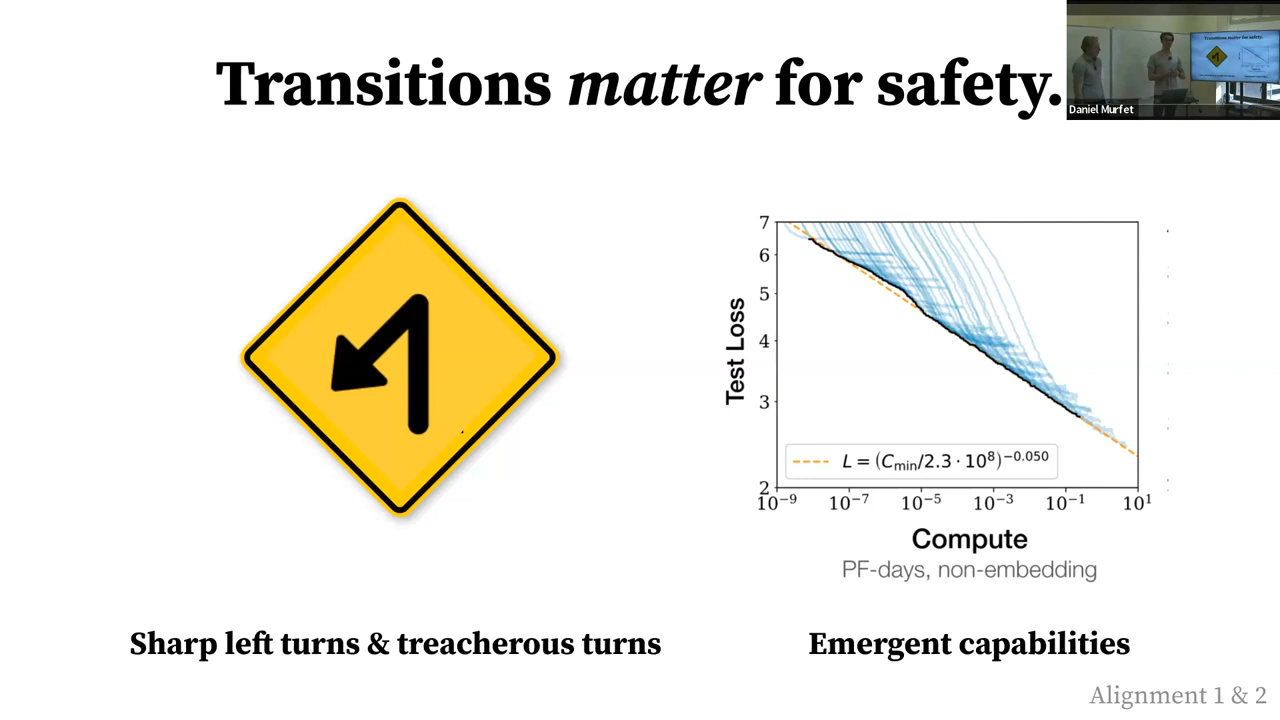 Transitions matter for safety.
Daniel Murfet
7
6
5
4
3
2
Test Loss
L = (C_min/2.3 · 10⁸)^−0.050
10⁻⁹ 10⁻⁷ 10⁻⁵ 10⁻³ 10⁻¹ 10¹
Compute
PF-days, non-embedding
Sharp left turns & treacherous turns
Emergent capabilities
Alignment 1 & 2